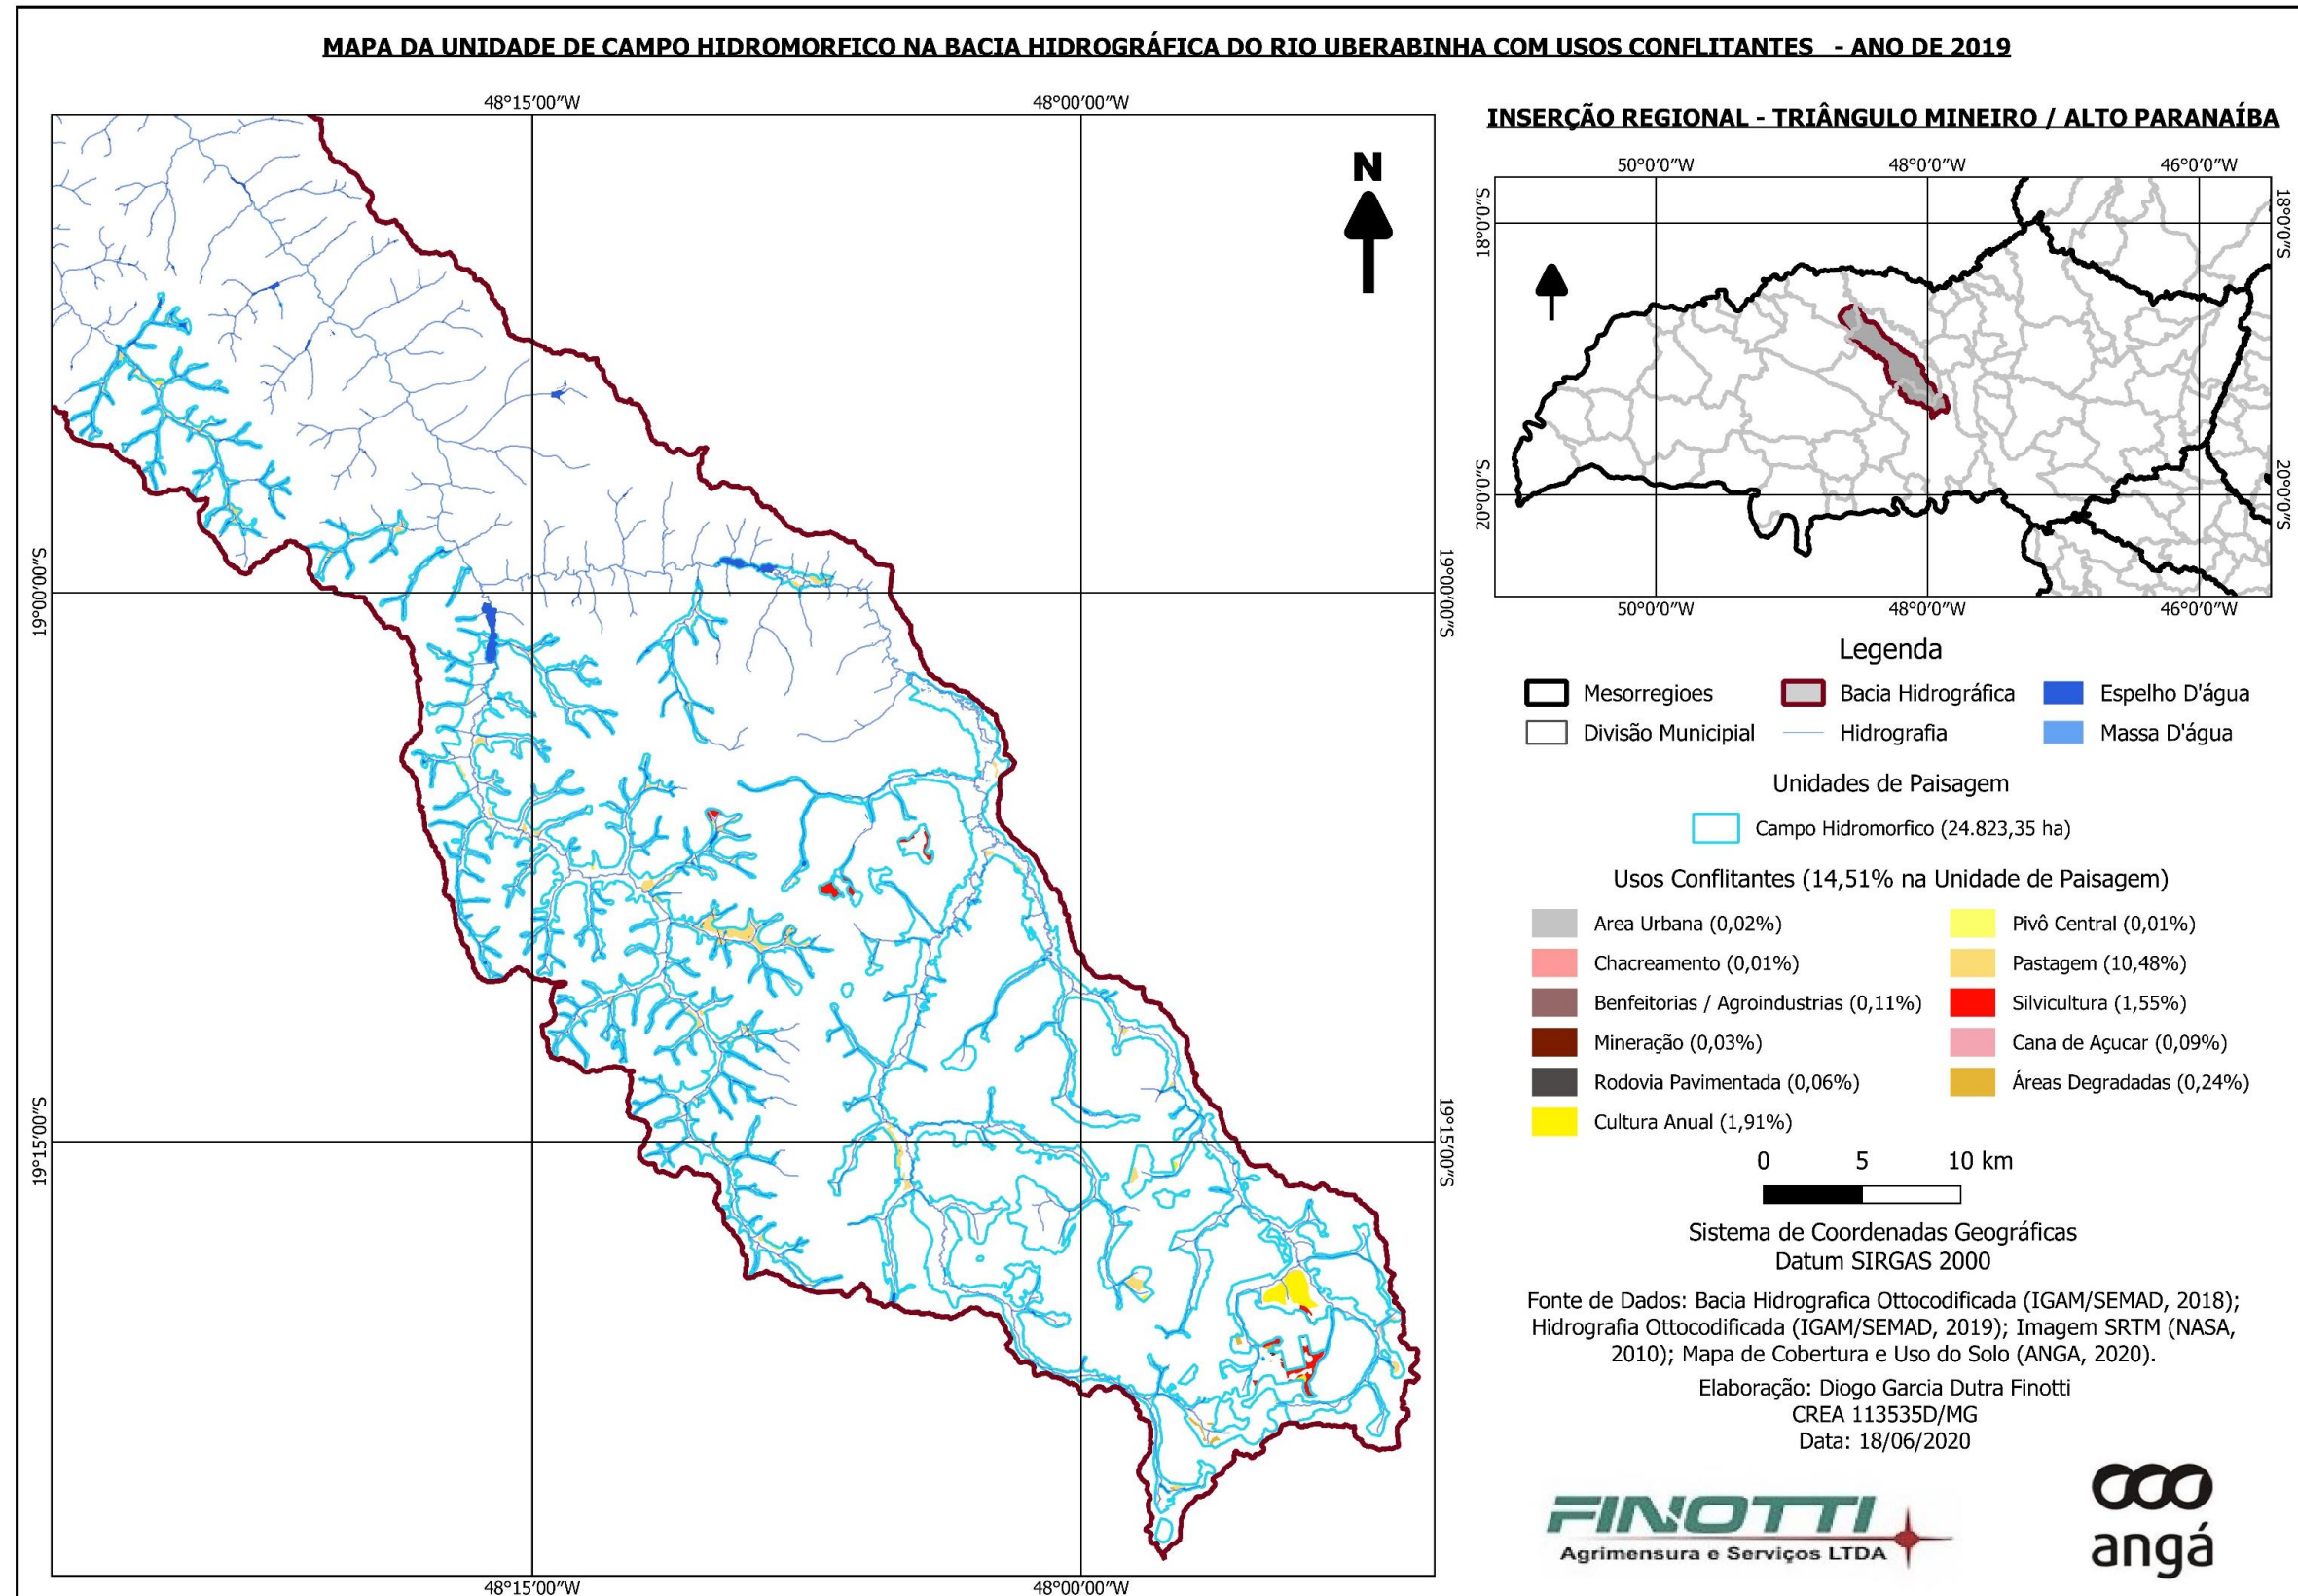 MAPA DA UNIDADE DE CAMPO HIDROMORFICO NA BACIA HIDROGRÁFICA DO RIO UBERABINHA COM USOS CONFLITANTES - ANO DE 2019
48°15'00"W
48°00'00"W
N
19°00'00"S
19°00'00"S
19°15'00"S
19°15'00"S
48°15'00"W
48°00'00"W
INSERÇÃO REGIONAL - TRIÂNGULO MINEIRO / ALTO PARANAÍBA
50°0'0"W
48°0'0"W
46°0'0"W
18°0'0"S
18°0'0"S
20°0'0"S
20°0'0"S
50°0'0"W
48°0'0"W
46°0'0"W
Legenda
Mesorregioes
Bacia Hidrográfica
Espelho D'água
Divisão Municipial
Hidrografia
Massa D'água
Unidades de Paisagem
Campo Hidromorfico (24.823,35 ha)
Usos Conflitantes (14,51% na Unidade de Paisagem)
Area Urbana (0,02%)
Chacreamento (0,01%)
Benfeitorias / Agroindustrias (0,11%)
Mineração (0,03%)
Rodovia Pavimentada (0,06%)
Cultura Anual (1,91%)
Pivô Central (0,01%)
Pastagem (10,48%)
Silvicultura (1,55%)
Cana de Açucar (0,09%)
Áreas Degradadas (0,24%)
0 5 10 km
Sistema de Coordenadas Geográficas
Datum SIRGAS 2000
Fonte de Dados: Bacia Hidrografica Ottocodificada (IGAM/SEMAD, 2018);
Hidrografia Ottocodificada (IGAM/SEMAD, 2019); Imagem SRTM (NASA,
2010); Mapa de Cobertura e Uso do Solo (ANGA, 2020).
Elaboração: Diogo Garcia Dutra Finotti
CREA 113535D/MG
Data: 18/06/2020
FINOTTI
Agrimensura e Serviços LTDA
angá